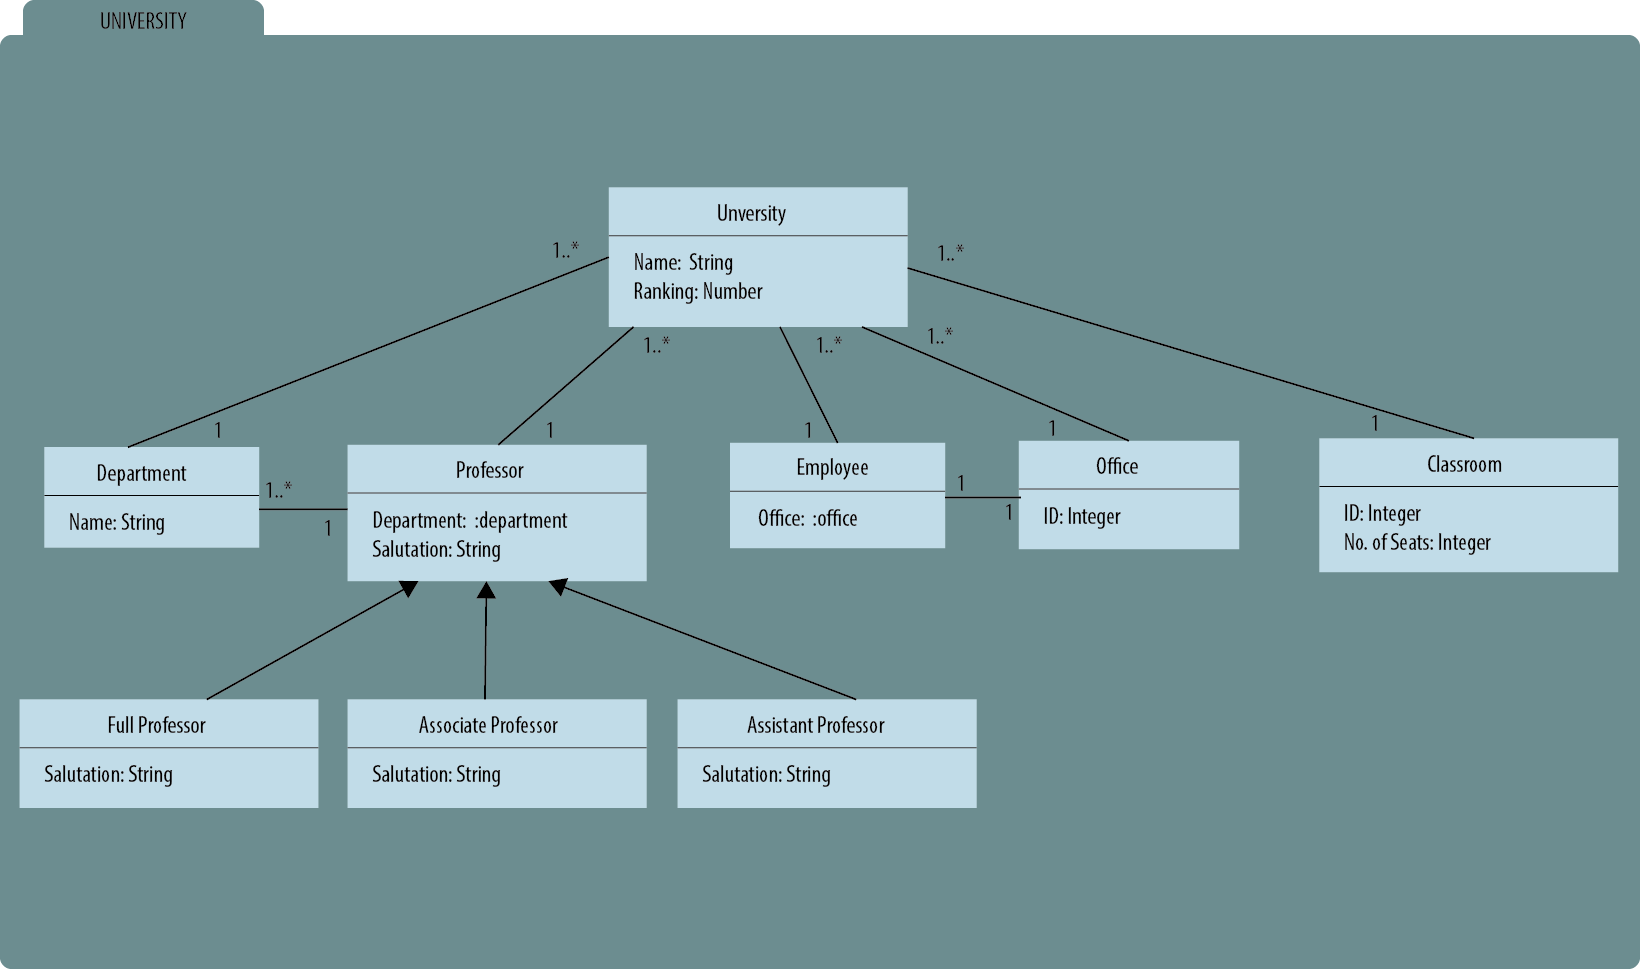 UNIVERSITY
Unversity
Name: String
Ranking: Number
1..*
1..*
1..*
1..*
1..*
1
1
1
1
1
Department
Name: String
1..*
1
Professor
Department: :department
Salutation: String
Employee
Office: :office
1
1
Office
ID: Integer
Classroom
ID: Integer
No. of Seats: Integer
Full Professor
Salutation: String
Associate Professor
Salutation: String
Assistant Professor
Salutation: String